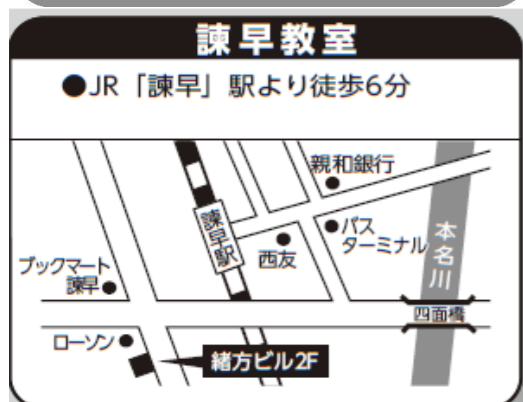 諫早教室
●JR「諫早」駅より徒歩6分
親和銀行
諫早駅
西友
バス
ターミナル
本名川
ブックマート
諫早
四面橋
ローソン
緒方ビル2F